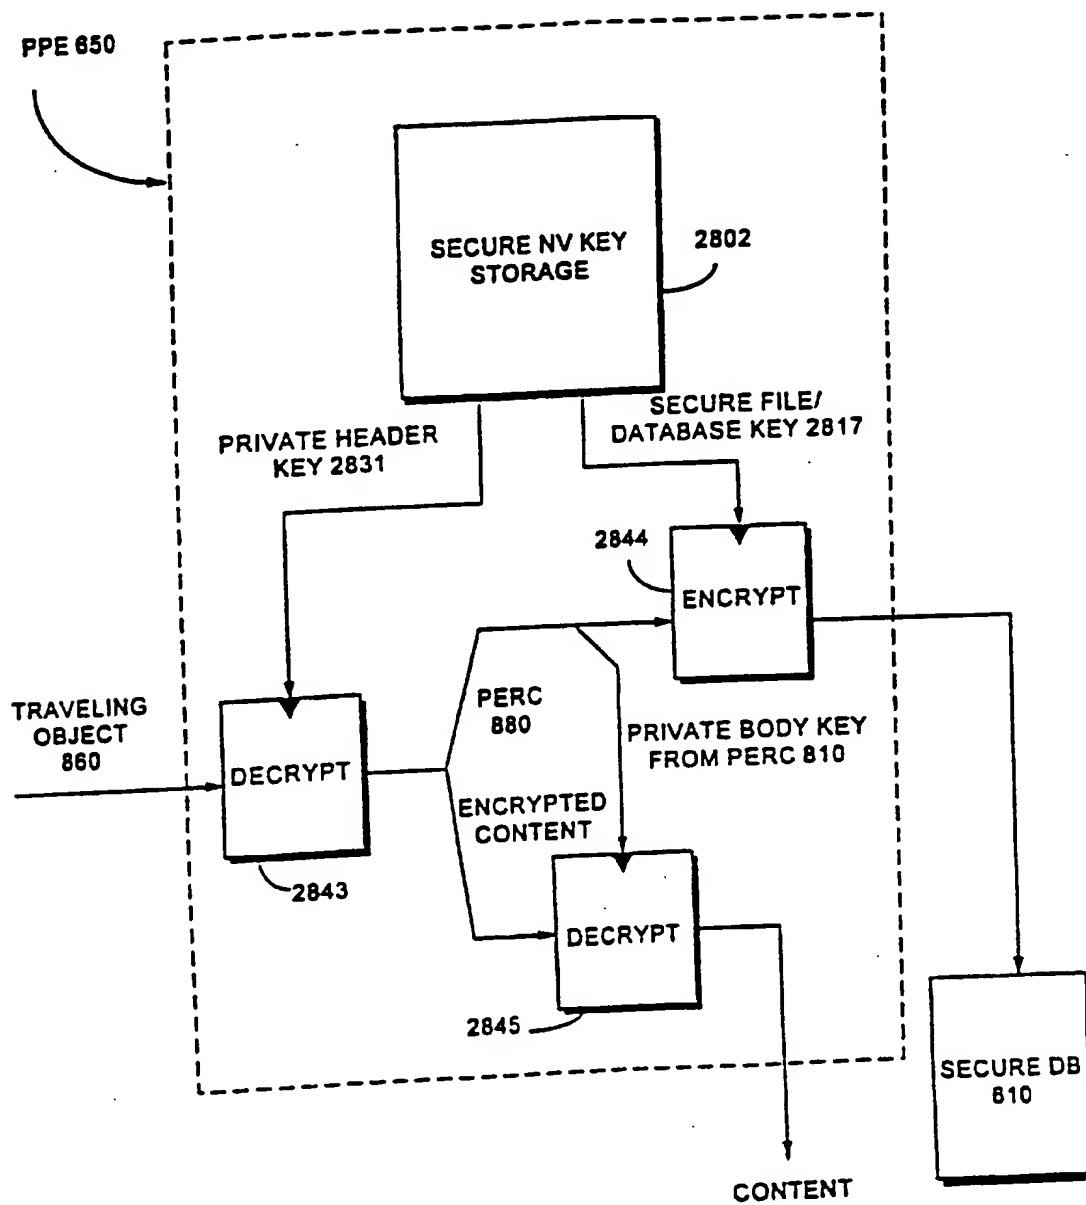 PPE 650
SECURE NV KEY
STORAGE
2802
PRIVATE HEADER
KEY 2831
SECURE FILE/
DATABASE KEY 2817
2844
ENCRYPT
TRAVELING
OBJECT
860
DECRYPT
2843
PERC
880
PRIVATE BODY KEY
FROM PERC 810
ENCRYPTED
CONTENT
DECRYPT
2845
SECURE DB
610
CONTENT